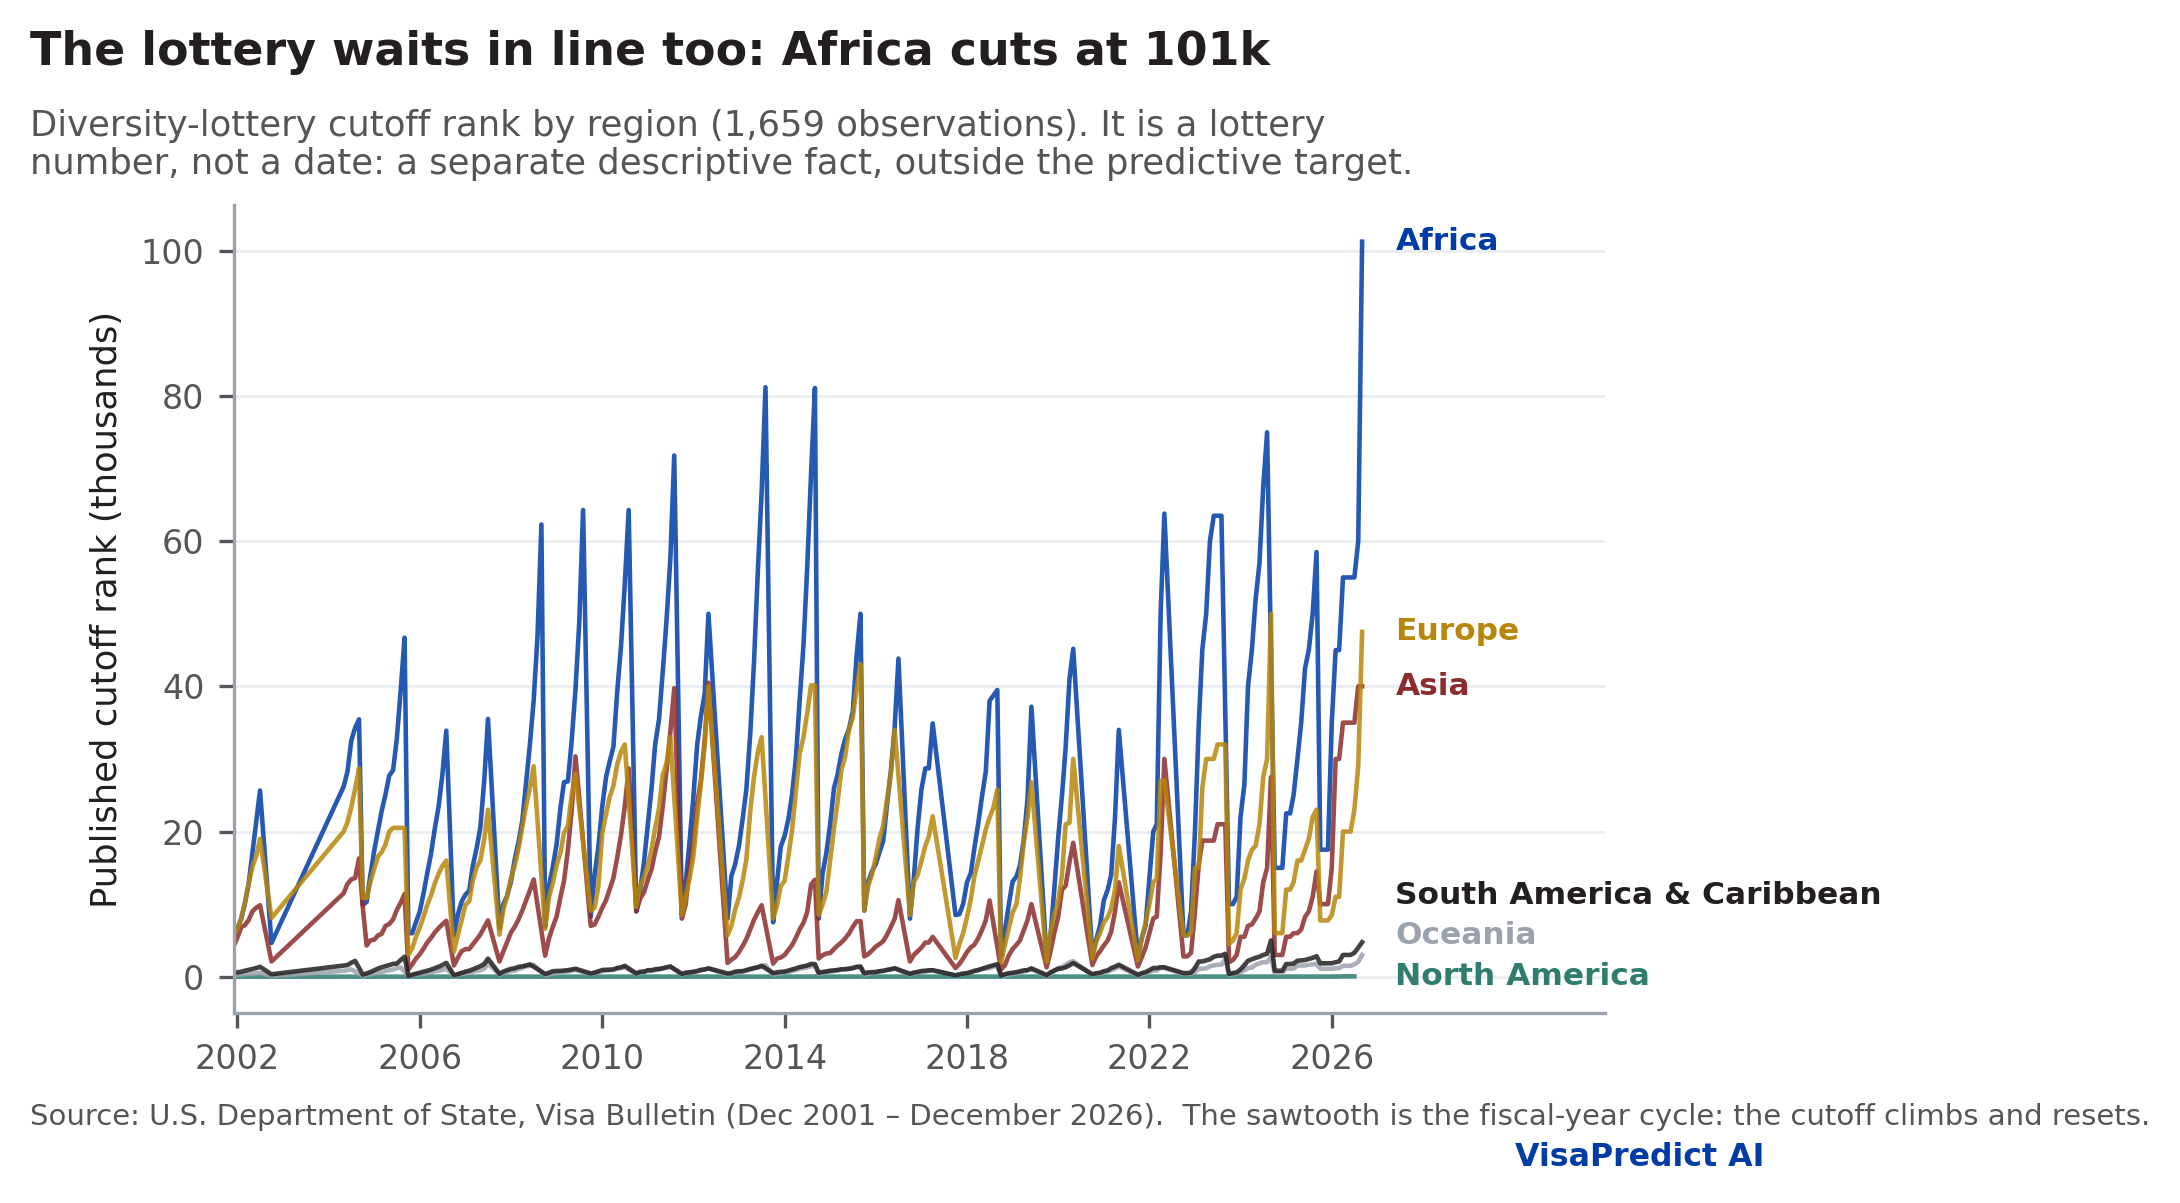 The lottery waits in line too: Africa cuts at 101k
Diversity-lottery cutoff rank by region (1,659 observations). It is a lottery
number, not a date: a separate descriptive fact, outside the predictive target.
Published cutoff rank (thousands)
100
80
60
40
20
0
Africa
Europe
Asia
South America & Caribbean
Oceania
North America
2002
2006
2010
2014
2018
2022
2026
Source: U.S. Department of State, Visa Bulletin (Dec 2001 – December 2026).  The sawtooth is the fiscal-year cycle: the cutoff climbs and resets.
VisaPredict AI